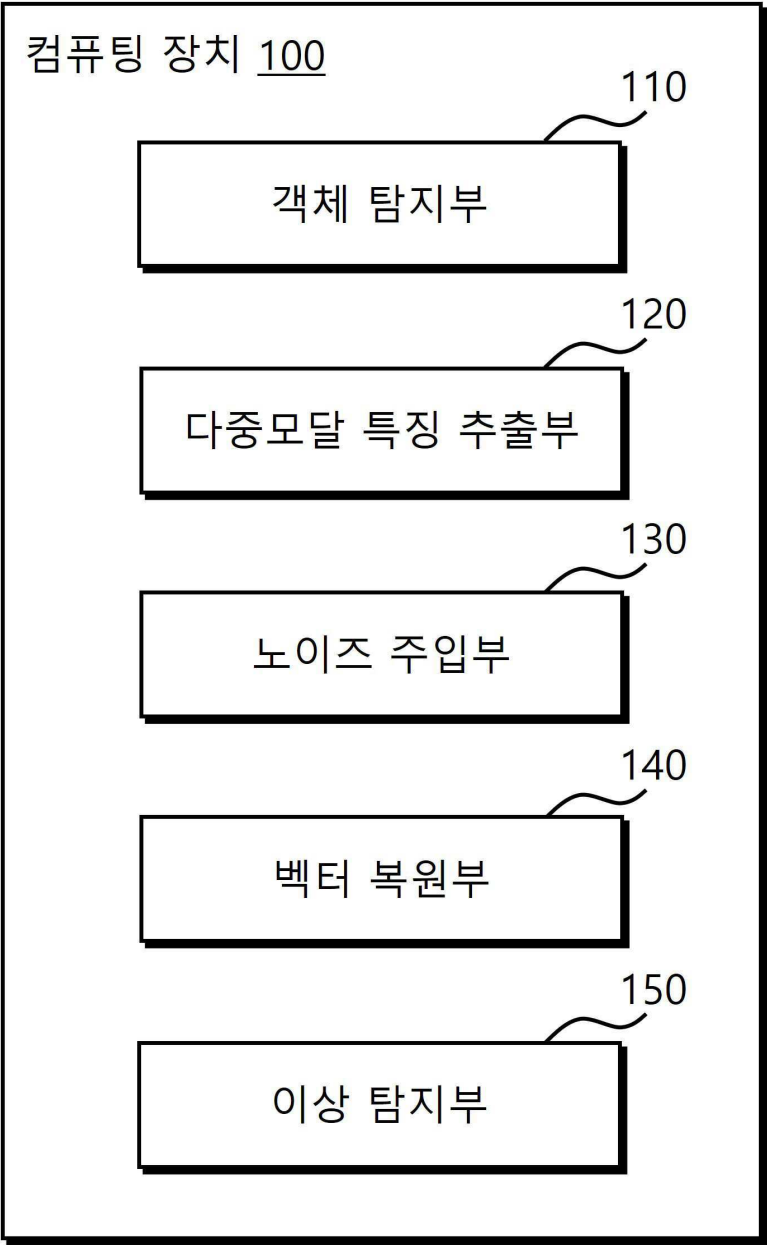 컴퓨팅 장치 100
110
객체 탐지부
120
다중모달 특징 추출부
130
노이즈 주입부
140
벡터 복원부
150
이상 탐지부